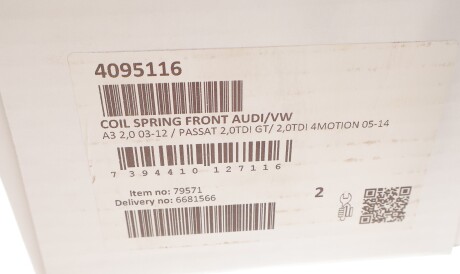 4095116
COIL SPRING FRONT AUDI/VW
A3 2,0 03-12 / PASSAT 2,0TDI GT/ 2,0TDI 4MOTION 05-14
7 394410 127116
Item no: 79571
Delivery no: 6681566
2